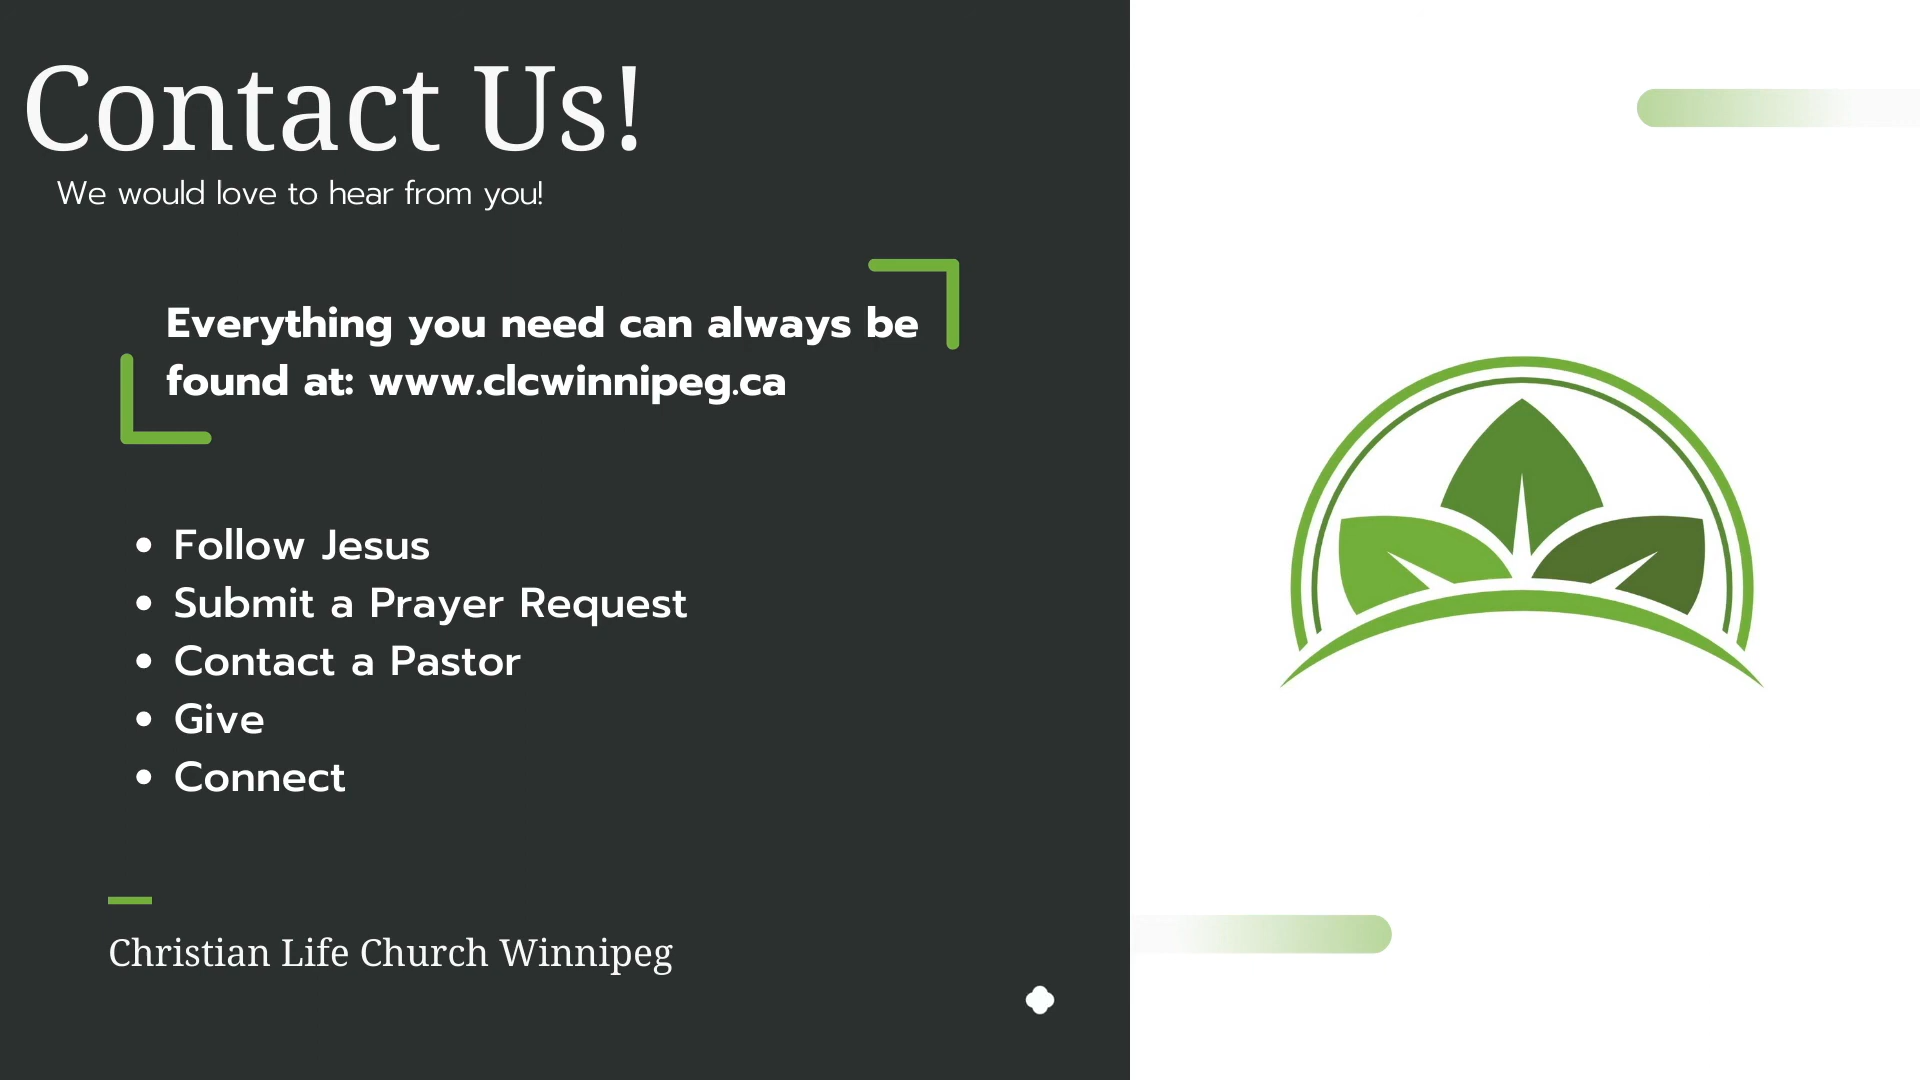 Contact Us!
We would love to hear from you!
Everything you need can always be
found at: www.clcwinnipeg.ca
• Follow Jesus
• Submit a Prayer Request
• Contact a Pastor
• Give
• Connect
Christian Life Church Winnipeg